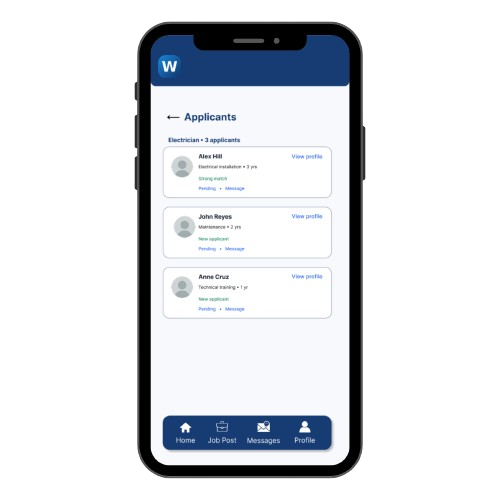 W
← Applicants
Electrician • 3 applicants
Alex Hill View profile
Electrical installation • 3 yrs
Strong match
Pending • Message
John Reyes View profile
Maintenance • 2 yrs
New applicant
Pending • Message
Anne Cruz View profile
Technical training • 1 yr
New applicant
Pending • Message
Home Job Post Messages Profile